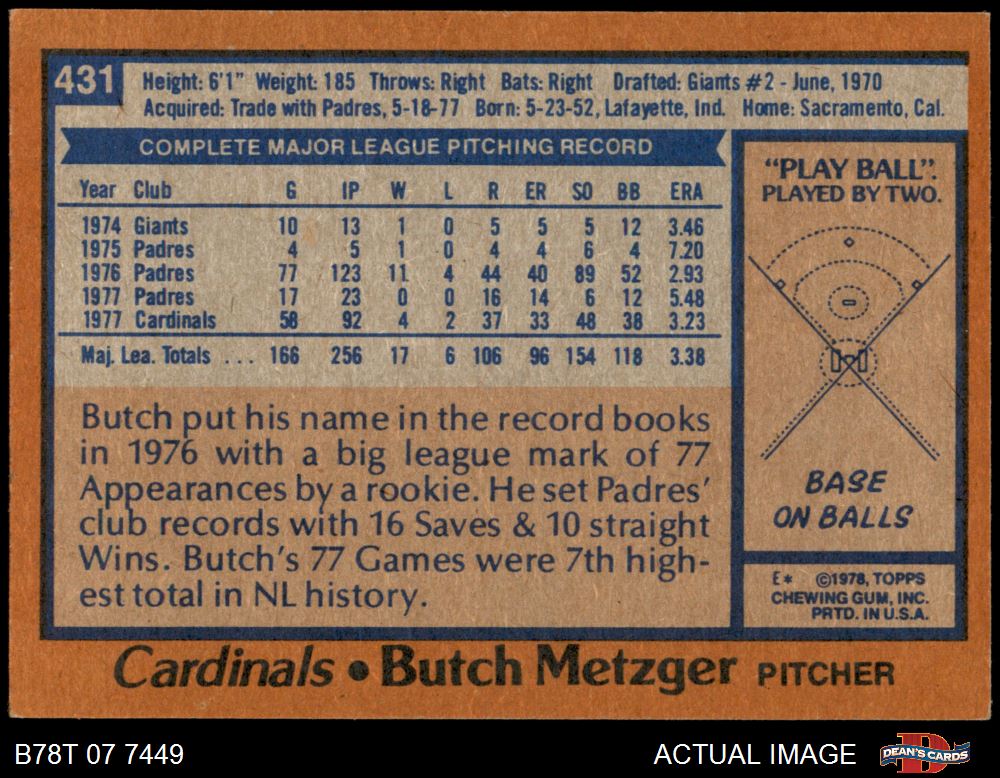 431
Height: 6'1" Weight: 185 Throws: Right Bats: Right Drafted: Giants #2 - June, 1970
Acquired: Trade with Padres, 5-18-77 Born: 5-23-52, Lafayette, Ind. Home: Sacramento, Cal.
COMPLETE MAJOR LEAGUE PITCHING RECORD
Year Club G IP W L R ER SO BB ERA
1974 Giants 10 13 1 0 5 5 5 12 3.46
1975 Padres 4 5 1 0 4 4 6 4 7.20
1976 Padres 77 123 11 4 44 40 89 52 2.93
1977 Padres 17 23 0 0 16 14 6 12 5.48
1977 Cardinals 58 92 4 2 37 33 48 38 3.23
Maj. Lea. Totals . . . 166 256 17 6 106 96 154 118 3.38
Butch put his name in the record books
in 1976 with a big league mark of 77
Appearances by a rookie. He set Padres'
club records with 16 Saves & 10 straight
Wins. Butch's 77 Games were 7th high-
est total in NL history.
"PLAY BALL".
PLAYED BY TWO.
BASE
ON BALLS
E* ©1978, TOPPS
CHEWING GUM, INC.
PRTD. IN U.S.A.
Cardinals • Butch Metzger PITCHER
B78T 07 7449
ACTUAL IMAGE
DEAN'S CARDS